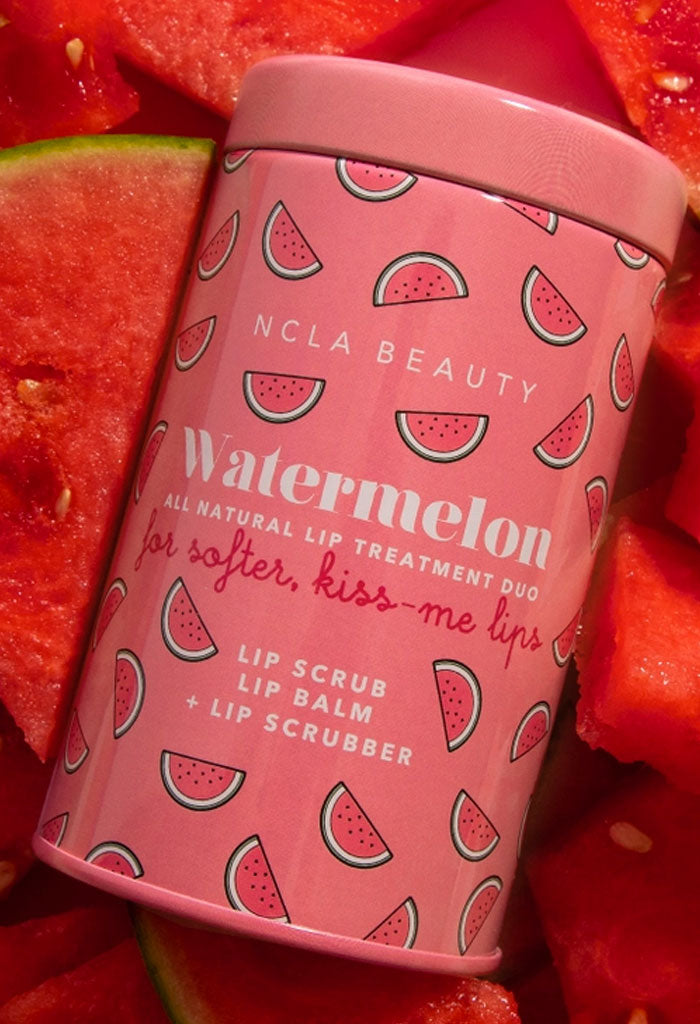 NCLA BEAUTY
Watermelon
ALL NATURAL LIP TREATMENT DUO
for softer, kiss-me lips
LIP SCRUB
LIP BALM
+ LIP SCRUBBER